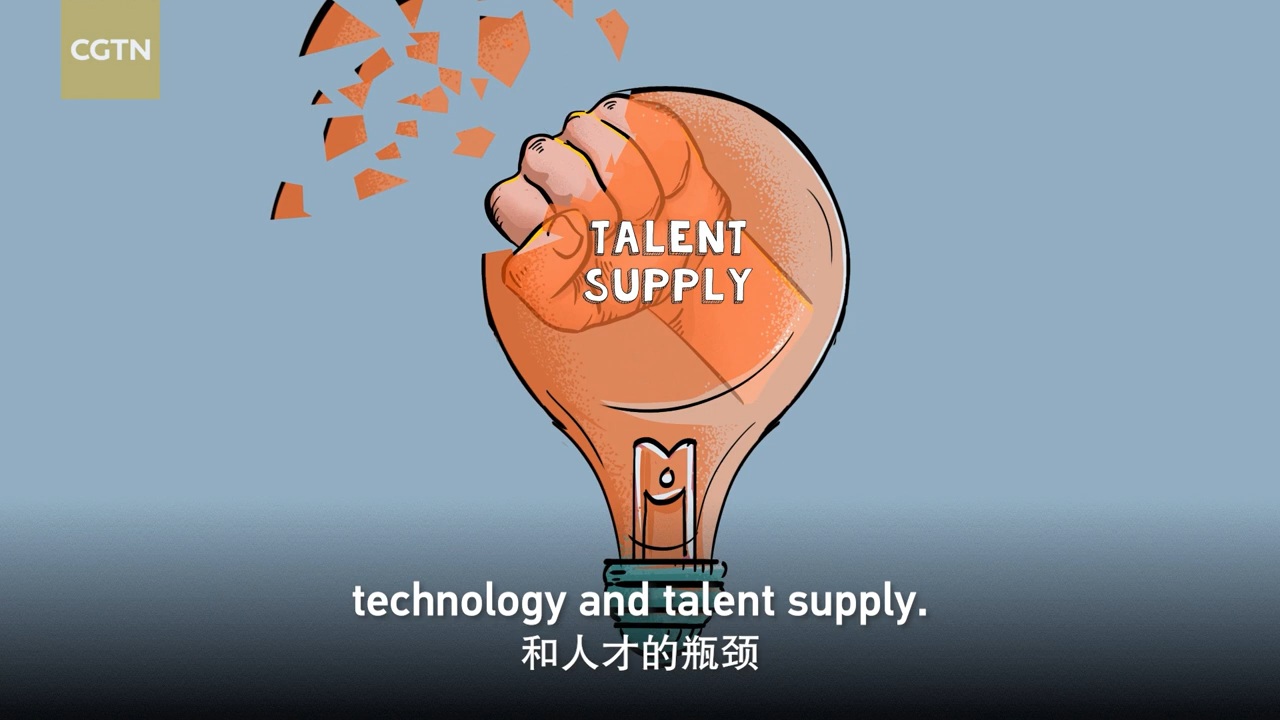 CGTN
TALENT
SUPPLY
technology and talent supply.
和人才的瓶颈